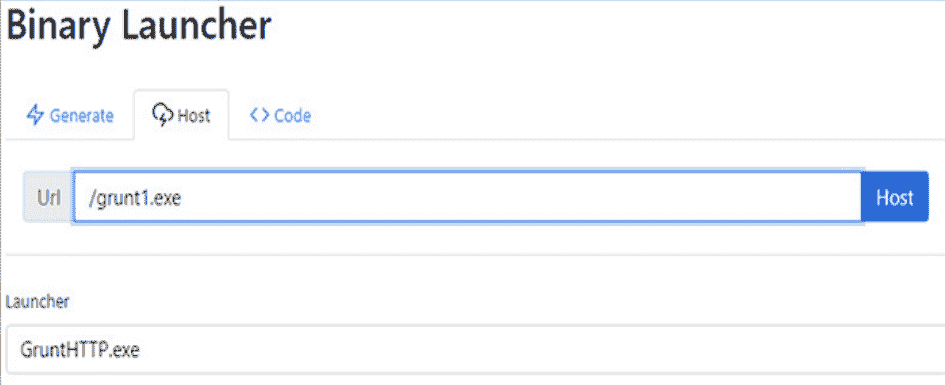 Binary Launcher
Generate Host Code
Url /grunt1.exe Host
Launcher
GruntHTTP.exe